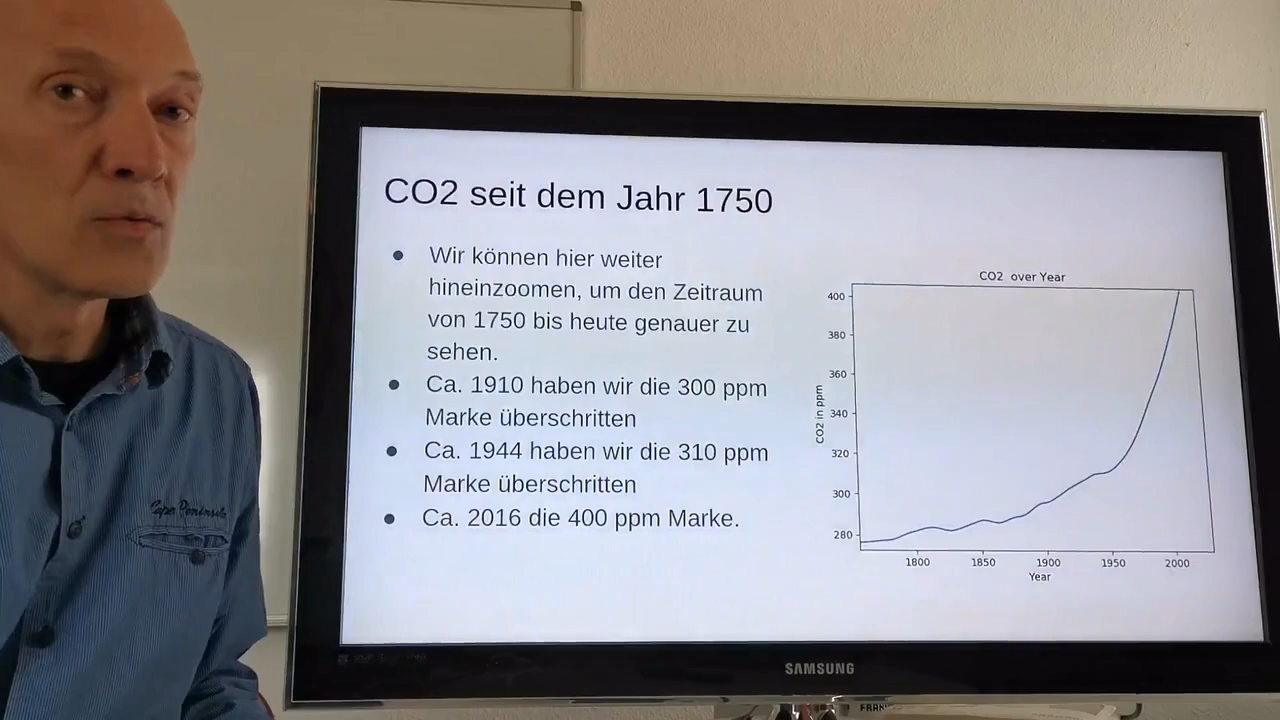 CO2 seit dem Jahr 1750
● Wir können hier weiter
hineinzoomen, um den Zeitraum
von 1750 bis heute genauer zu
sehen.
● Ca. 1910 haben wir die 300 ppm
Marke überschritten
● Ca. 1944 haben wir die 310 ppm
Marke überschritten
● Ca. 2016 die 400 ppm Marke.
CO2 over Year
CO2 in ppm
400
380
360
340
320
300
280
1800 1850 1900 1950 2000
Year
Cape Peninsula
SAMSUNG